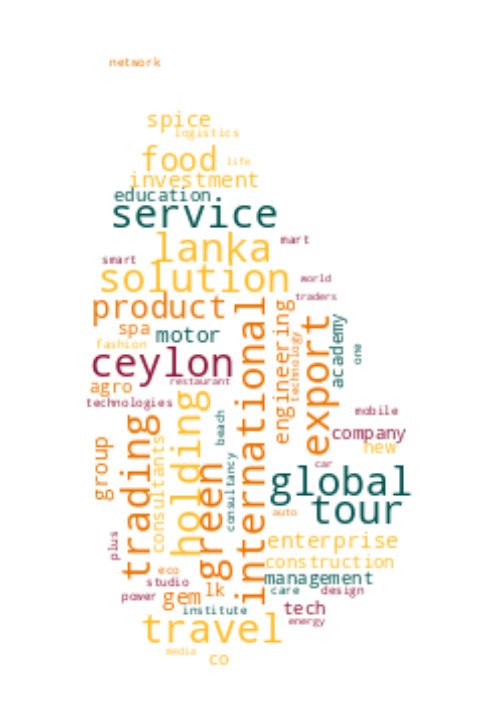 network
spice
logistics
food
life
investment
education.
service
lanka
mart
smart
solution
world
product
traders
international
engineering
export
technology
academy
spa
motor
fashion
one
ceylon
restaurant
agro
technologies
holding
mobile
beach
trading
company
group
consultants
new
consultancy
green
car
global
tour
auto
plus
enterprise
construction
eco
management
studio
power
gem
lk
care
design
institute
tech
travel
energy
media
co